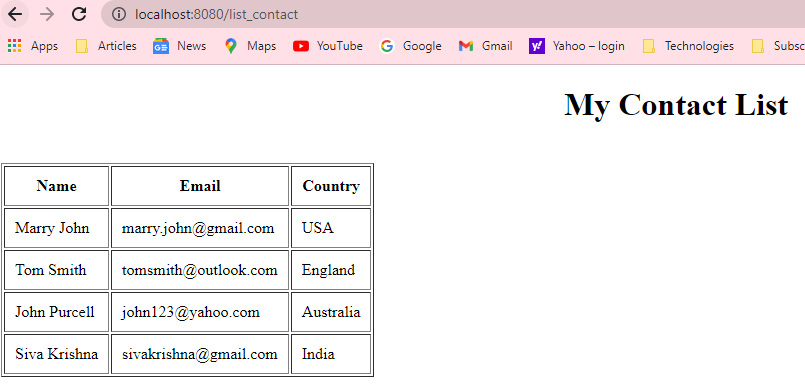 localhost:8080/list_contact
Apps Articles News Maps YouTube Google Gmail Yahoo – login Technologies Subsc
My Contact List
Name Email Country
Marry John marry.john@gmail.com USA
Tom Smith tomsmith@outlook.com England
John Purcell john123@yahoo.com Australia
Siva Krishna sivakrishna@gmail.com India